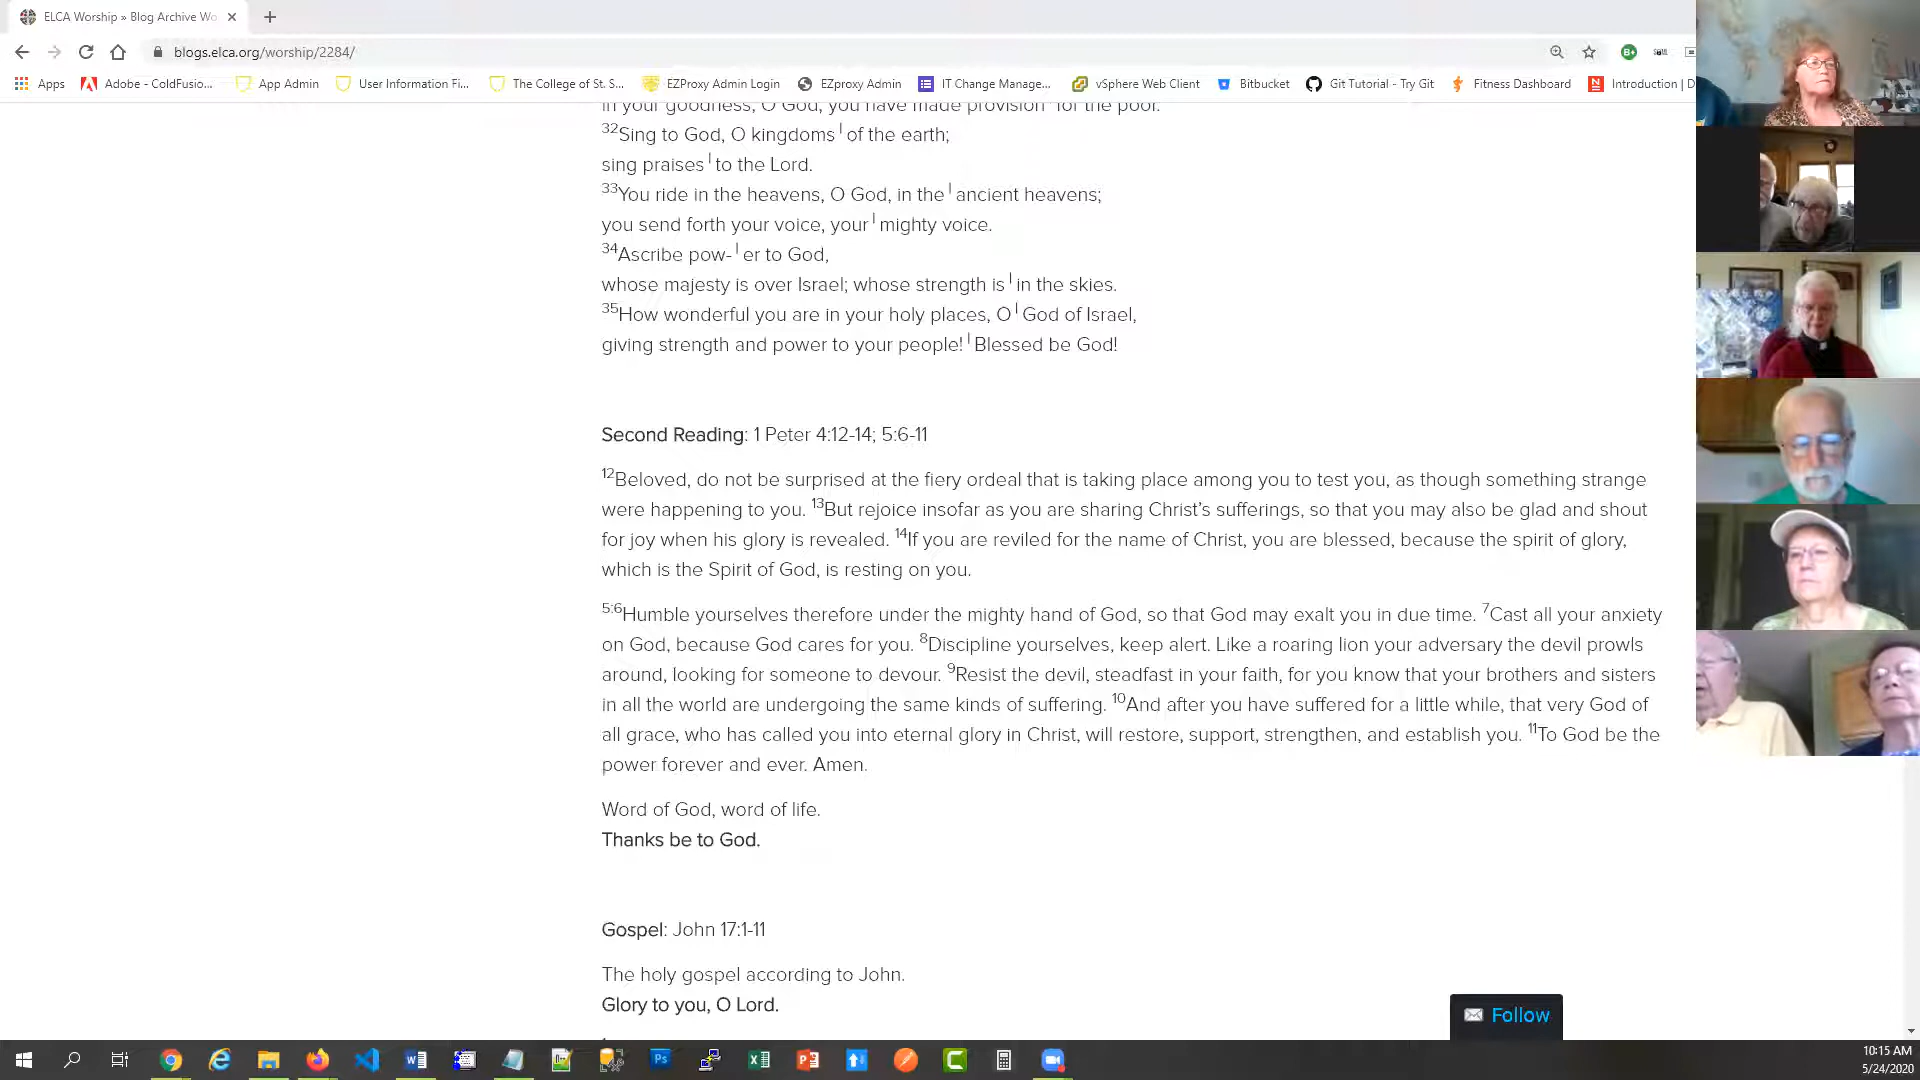 ELCA Worship » Blog Archive Wo
blogs.elca.org/worship/2284/
Apps
Adobe - ColdFusio...
App Admin
User Information Fi...
The College of St. S...
EZProxy Admin Login
EZproxy Admin
IT Change Manage...
vSphere Web Client
Bitbucket
Git Tutorial - Try Git
Fitness Dashboard
Introduction | D
in your goodness, O God, you have made provision | for the poor.
32Sing to God, O kingdoms | of the earth;
sing praises | to the Lord.
33You ride in the heavens, O God, in the | ancient heavens;
you send forth your voice, your | mighty voice.
34Ascribe pow- | er to God,
whose majesty is over Israel; whose strength is | in the skies.
35How wonderful you are in your holy places, O | God of Israel,
giving strength and power to your people! | Blessed be God!
Second Reading: 1 Peter 4:12-14; 5:6-11
12Beloved, do not be surprised at the fiery ordeal that is taking place among you to test you, as though something strange
were happening to you. 13But rejoice insofar as you are sharing Christ's sufferings, so that you may also be glad and shout
for joy when his glory is revealed. 14If you are reviled for the name of Christ, you are blessed, because the spirit of glory,
which is the Spirit of God, is resting on you.
5:6Humble yourselves therefore under the mighty hand of God, so that God may exalt you in due time. 7Cast all your anxiety
on God, because God cares for you. 8Discipline yourselves, keep alert. Like a roaring lion your adversary the devil prowls
around, looking for someone to devour. 9Resist the devil, steadfast in your faith, for you know that your brothers and sisters
in all the world are undergoing the same kinds of suffering. 10And after you have suffered for a little while, that very God of
all grace, who has called you into eternal glory in Christ, will restore, support, strengthen, and establish you. 11To God be the
power forever and ever. Amen.
Word of God, word of life.
Thanks be to God.
Gospel: John 17:1-11
The holy gospel according to John.
Glory to you, O Lord.
Follow
10:15 AM
5/24/2020